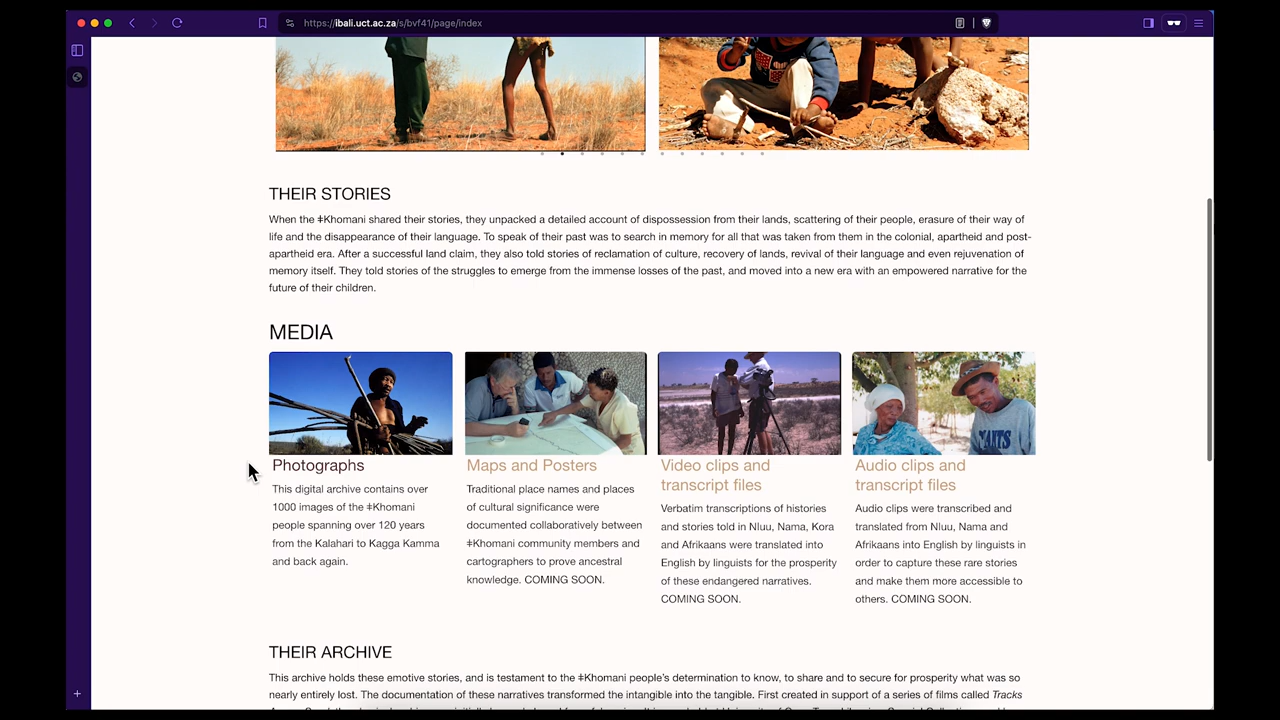 https://ibali.uct.ac.za/s/bvf41/page/index
THEIR STORIES
When the ǂKhomani shared their stories, they unpacked a detailed account of dispossession from their lands, scattering of their people, erasure of their way of
life and the disappearance of their language. To speak of their past was to search in memory for all that was taken from them in the colonial, apartheid and post-
apartheid era. After a successful land claim, they also told stories of reclamation of culture, recovery of lands, revival of their language and even rejuvenation of
memory itself. They told stories of the struggles to emerge from the immense losses of the past, and moved into a new era with an empowered narrative for the
future of their children.
MEDIA
Photographs
This digital archive contains over
1000 images of the ǂKhomani
people spanning over 120 years
from the Kalahari to Kagga Kamma
and back again.
Maps and Posters
Traditional place names and places
of cultural significance were
documented collaboratively between
ǂKhomani community members and
cartographers to prove ancestral
knowledge. COMING SOON.
Video clips and
transcript files
Verbatim transcriptions of histories
and stories told in Nluu, Nama, Kora
and Afrikaans were translated into
English by linguists for the prosperity
of these endangered narratives.
COMING SOON.
Audio clips and
transcript files
Audio clips were transcribed and
translated from Nluu, Nama and
Afrikaans into English by linguists in
order to capture these rare stories
and make them more accessible to
others. COMING SOON.
THEIR ARCHIVE
This archive holds these emotive stories, and is testament to the ǂKhomani people's determination to know, to share and to secure for prosperity what was so
nearly entirely lost. The documentation of these narratives transformed the intangible into the tangible. First created in support of a series of films called Tracks